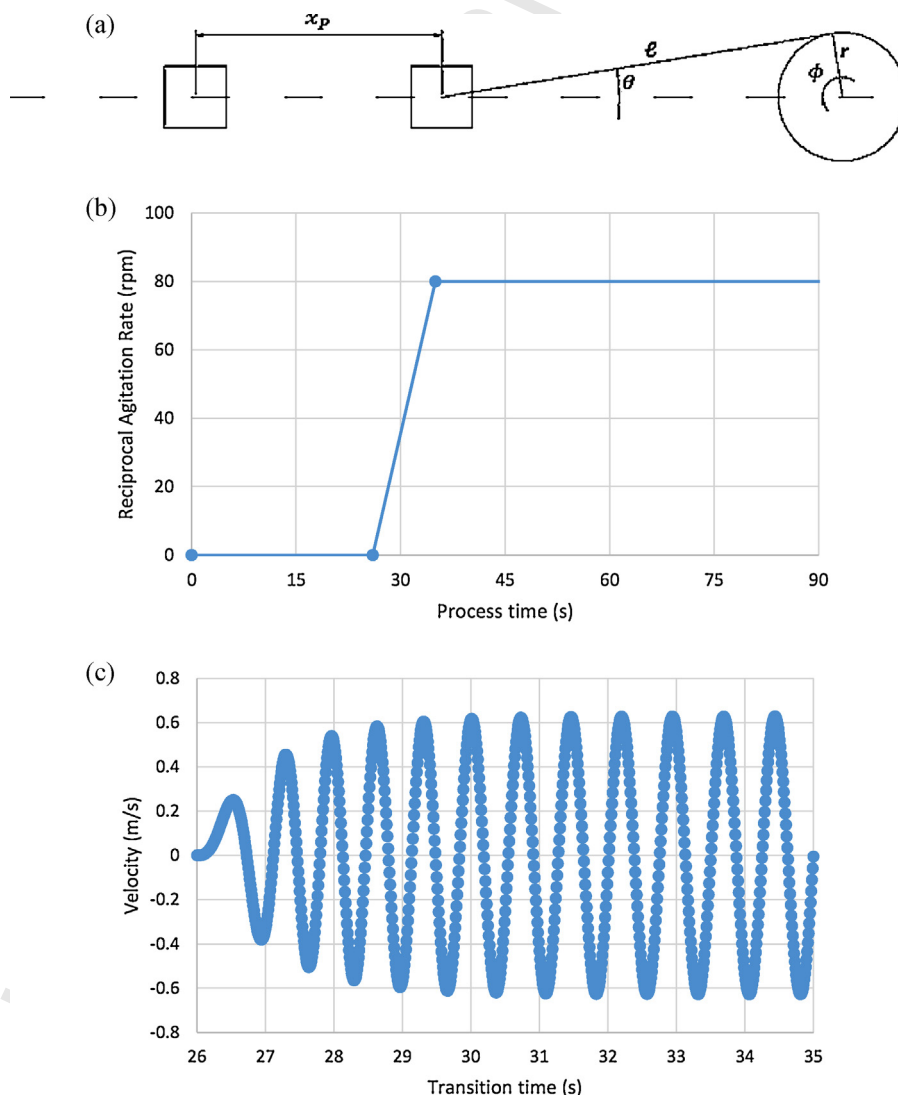 (a)
x_P
ℓ
θ
ϕ
r
(b)
Reciprocal Agitation Rate (rpm)
100
80
60
40
20
0
0 15 30 45 60 75 90
Process time (s)
(c)
Velocity (m/s)
0.8
0.6
0.4
0.2
0
-0.2
-0.4
-0.6
-0.8
26 27 28 29 30 31 32 33 34 35
Transition time (s)